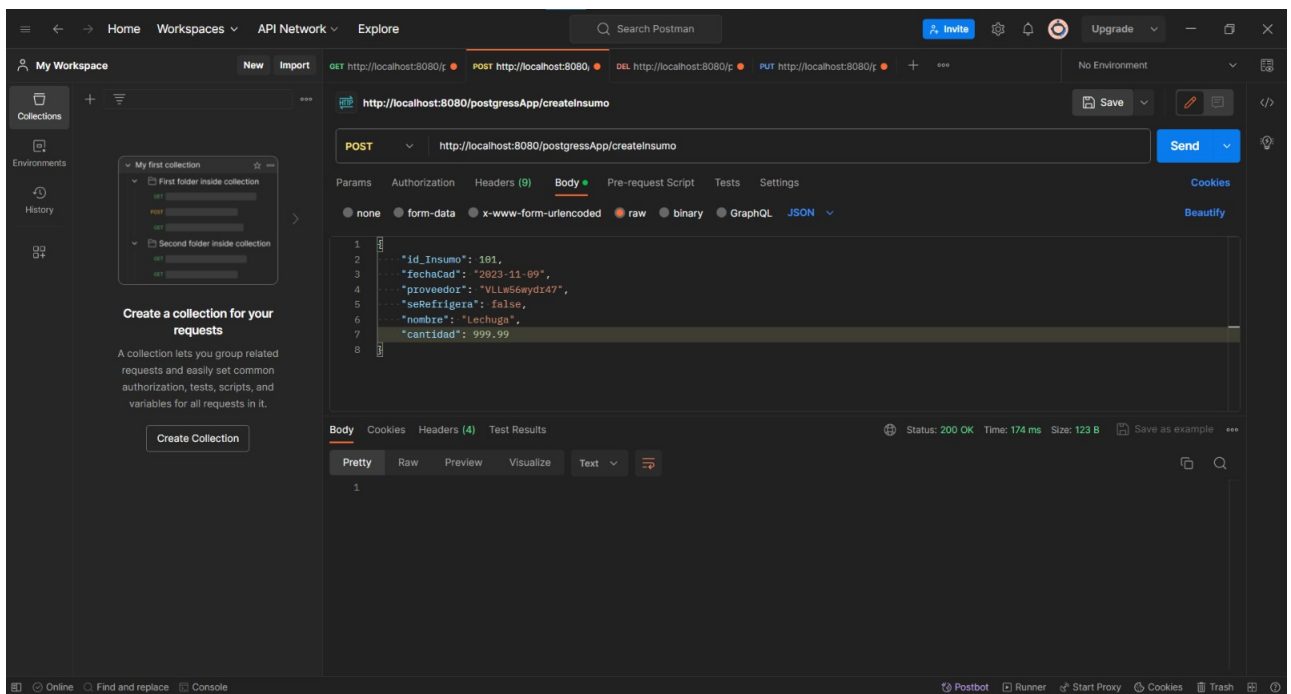 Home Workspaces API Network Explore Search Postman Invite Upgrade
My Workspace New Import GET http://localhost:8080/p POST http://localhost:8080/ DEL http://localhost:8080/p PUT http://localhost:8080/p No Environment
Collections
Environments
History
My first collection
First folder inside collection
GET
POST
GET
Second folder inside collection
GET
GET
Create a collection for your
requests
A collection lets you group related
requests and easily set common
authorization, tests, scripts, and
variables for all requests in it.
Create Collection
HTTP http://localhost:8080/postgressApp/createInsumo Save
POST http://localhost:8080/postgressApp/createInsumo Send
Params Authorization Headers (9) Body Pre-request Script Tests Settings Cookies
none form-data x-www-form-urlencoded raw binary GraphQL JSON Beautify
1 {
2 "id_Insumo": 101,
3 "fechaCad": "2023-11-09",
4 "proveedor": "VLLw56wydr47",
5 "seRefrigera": false,
6 "nombre": "Lechuga",
7 "cantidad": 999.99
8 }
Body Cookies Headers (4) Test Results Status: 200 OK Time: 174 ms Size: 123 B Save as example
Pretty Raw Preview Visualize Text
1
Online Find and replace Console Postbot Runner Start Proxy Cookies Trash